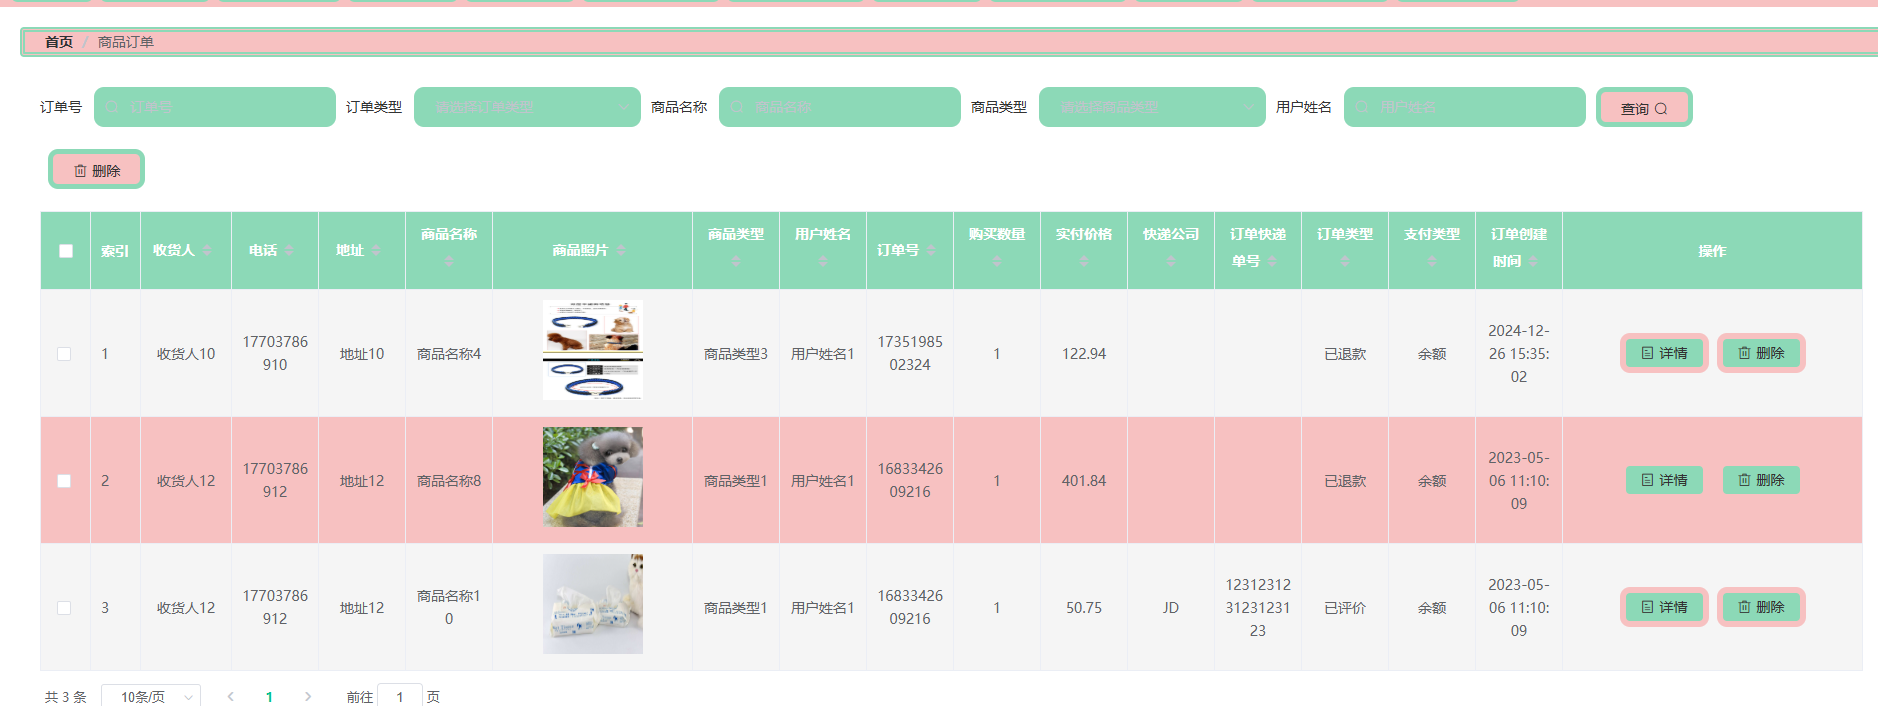 首页 / 商品订单
订单号 订单号 订单类型 请选择订单类型 商品名称 商品名称 商品类型 请选择商品类型 用户姓名 用户姓名 查询
删除
索引 收货人 电话 地址 商品名称 商品照片 商品类型 用户姓名 订单号 购买数量 实付价格 快递公司 订单快递单号 订单类型 支付类型 订单创建时间 操作
1 收货人10 17703786910 地址10 商品名称4 商品类型3 用户姓名1 1735198502324 1 122.94 已退款 余额 2024-12-26 15:35:02 详情 删除
2 收货人12 17703786912 地址12 商品名称8 商品类型1 用户姓名1 1683342609216 1 401.84 已退款 余额 2023-05-06 11:10:09 详情 删除
3 收货人12 17703786912 地址12 商品名称10 商品类型1 用户姓名1 1683342609216 1 50.75 JD 123123123123123123 已评价 余额 2023-05-06 11:10:09 详情 删除
共 3 条 10条/页 1 前往 1 页